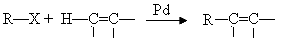 R—X + H—C=C— Pd → R—C=C—